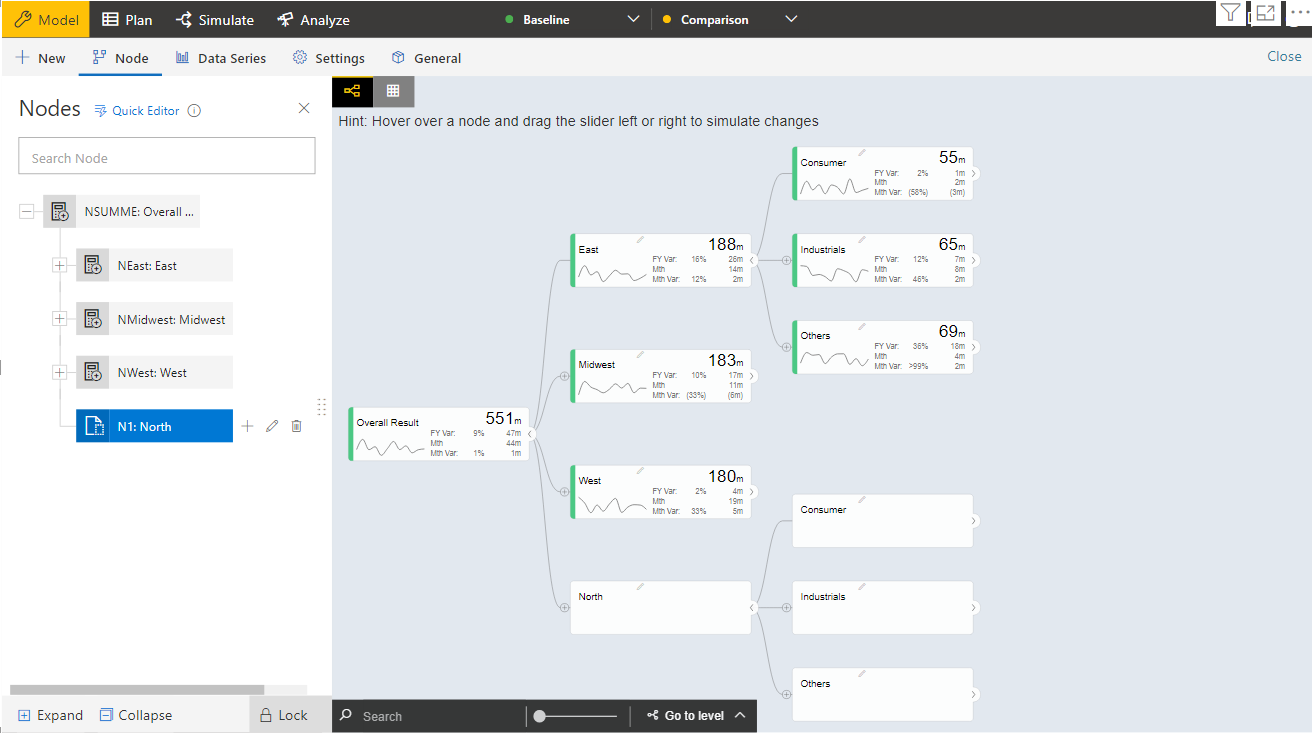 Model Plan Simulate Analyze Baseline Comparison
New Node Data Series Settings General Close
Nodes Quick Editor
Search Node
NSUMME: Overall ...
NEast: East
NMidwest: Midwest
NWest: West
N1: North
Expand Collapse Lock
Hint: Hover over a node and drag the slider left or right to simulate changes
Consumer 55m
FY Var: 2% 1m
Mth 2m
Mth Var: (58%) (3m)
East 188m
FY Var: 16% 26m
Mth 14m
Mth Var: 12% 2m
Industrials 65m
FY Var: 12% 7m
Mth 8m
Mth Var: 46% 2m
Others 69m
FY Var: 36% 18m
Mth 4m
Mth Var: >99% 2m
Midwest 183m
FY Var: 10% 17m
Mth 11m
Mth Var: (33%) (6m)
Overall Result 551m
FY Var: 9% 47m
Mth 44m
Mth Var: 1% 1m
West 180m
FY Var: 2% 4m
Mth 19m
Mth Var: 33% 5m
Consumer
North
Industrials
Others
Search Go to level